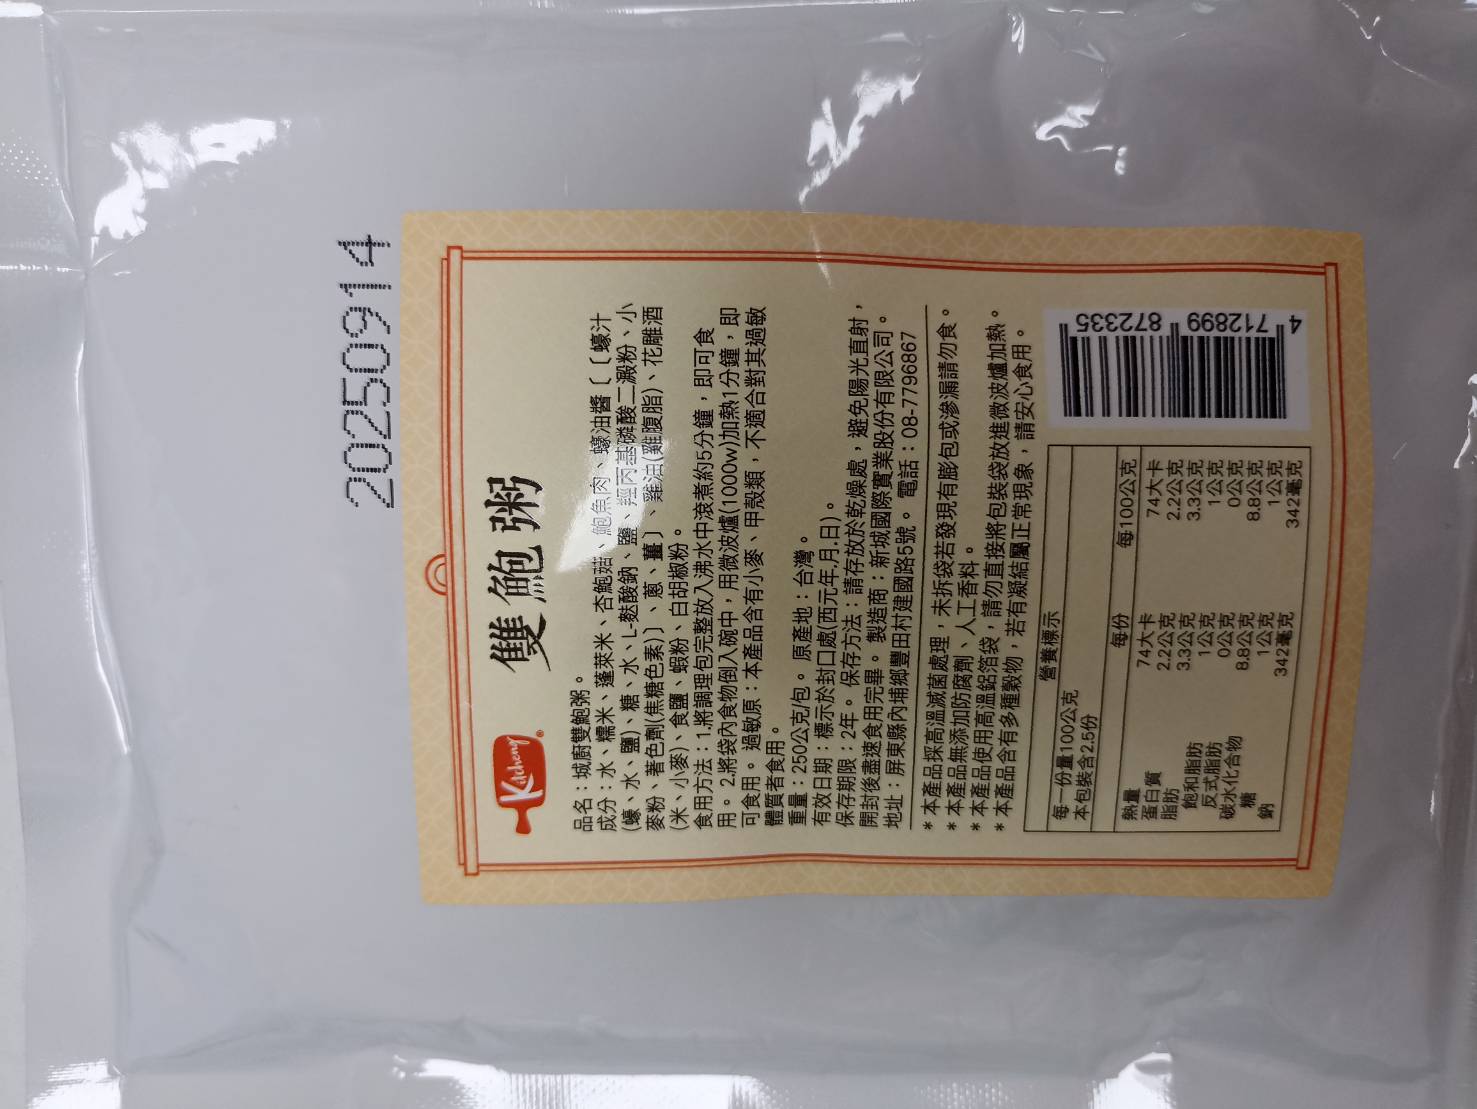 20250914
雙鮑粥
Kitcheng®
品名：城廚雙鮑粥。
成分：水、糯米、蓬萊米、杏鮑菇、鮑魚肉、蠔油醬〔〔蠔汁
(蠔、水、鹽)、糖、水、L-麩酸鈉、鹽、羥丙基磷酸二澱粉、小
麥粉、著色劑(焦糖色素)〕、蔥、薑〕、雞油(雞腹脂)、花雕酒
(米、小麥)、食鹽、蝦粉、白胡椒粉。
食用方法：1.將調理包完整放入沸水中滾煮約5分鐘，即可食
用。 2.將袋內食物倒入碗中，用微波爐(1000w)加熱1分鐘，即
可食用。 過敏原：本產品含有小麥、甲殼類，不適合對其過敏
體質者食用。
重量：250公克/包。 原產地：台灣。
有效日期：標示於封口處(西元年.月.日)。
保存期限：2年。 保存方法：請存放於乾燥處，避免陽光直射，
開封後盡速食用完畢。 製造商：新城國際實業股份有限公司。
地址：屏東縣內埔鄉豐田村建國路5號。 電話：08-7796867
＊本產品採高溫滅菌處理，未拆袋若發現有膨包或滲漏請勿食。
＊本產品無添加防腐劑、人工香料。
＊本產品使用高溫鋁箔袋，請勿直接將包裝袋放進微波爐加熱。
＊本產品含有多種穀物，若有凝結屬正常現象，請安心食用。
營養標示
每一份量100公克
本包裝含2.5份
每份 每100公克
熱量 74大卡 74大卡
蛋白質 2.2公克 2.2公克
脂肪 3.3公克 3.3公克
飽和脂肪 1公克 1公克
反式脂肪 0公克 0公克
碳水化合物 8.8公克 8.8公克
糖 1公克 1公克
鈉 342毫克 342毫克
4 712899 872335